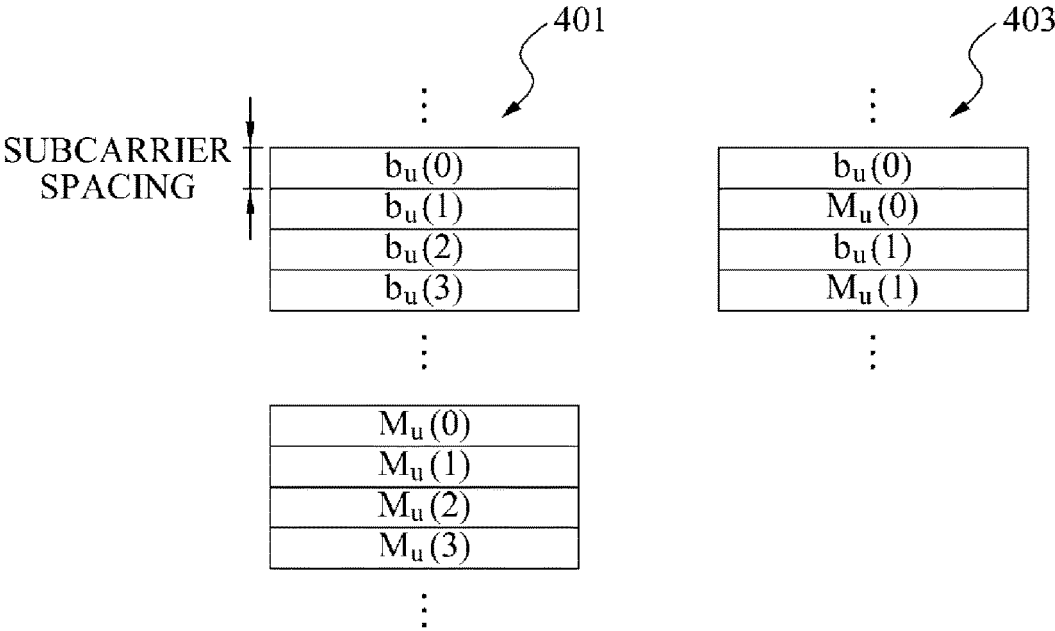 401
403
SUBCARRIER
SPACING
⋮
b_u(0)
b_u(1)
b_u(2)
b_u(3)
⋮
M_u(0)
M_u(1)
M_u(2)
M_u(3)
⋮
⋮
b_u(0)
M_u(0)
b_u(1)
M_u(1)
⋮